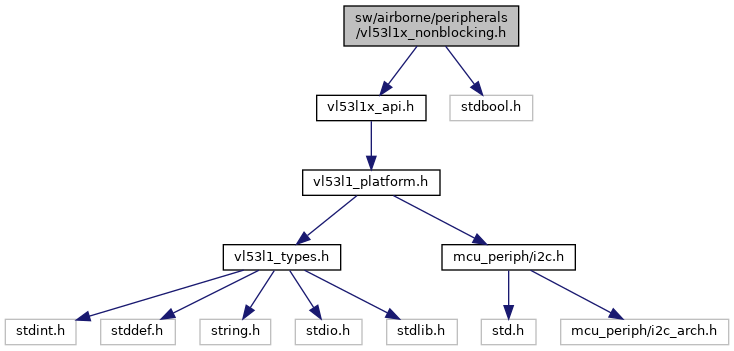 sw/airborne/peripherals
/vl53l1x_nonblocking.h
vl53l1x_api.h
stdbool.h
vl53l1_platform.h
vl53l1_types.h
mcu_periph/i2c.h
stdint.h
stddef.h
string.h
stdio.h
stdlib.h
std.h
mcu_periph/i2c_arch.h